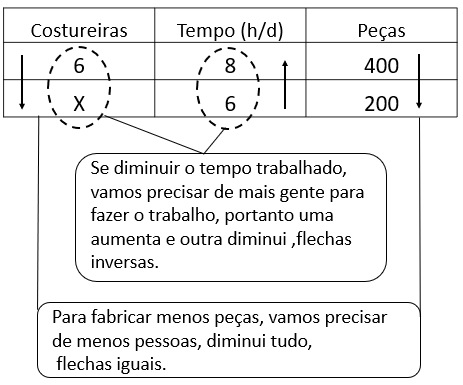 Costureiras Tempo (h/d) Peças
6 8 400
X 6 200
Se diminuir o tempo trabalhado,
vamos precisar de mais gente para
fazer o trabalho, portanto uma
aumenta e outra diminui ,flechas
inversas.
Para fabricar menos peças, vamos precisar
de menos pessoas, diminui tudo,
flechas iguais.